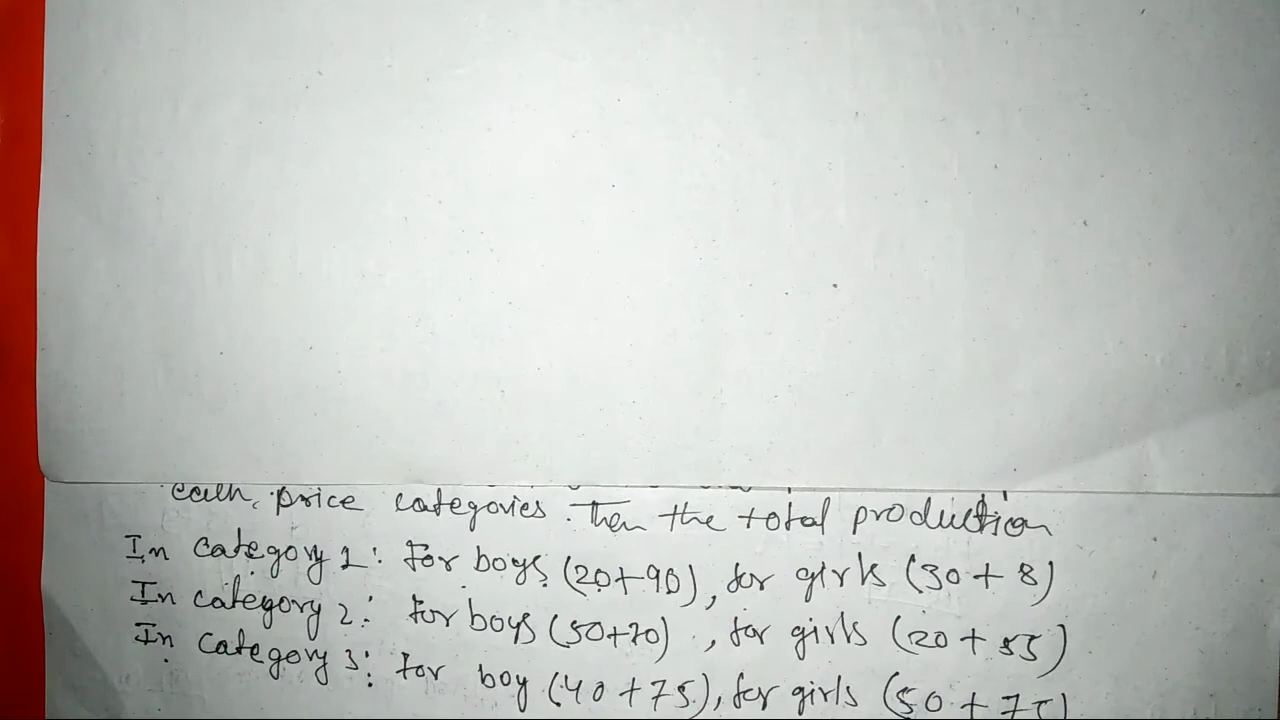 each, price categories. Then the total production
In category 1: for boys (20+90), for girls (30+8)
In category 2: for boys (50+70), for girls (20+55)
In category 3: for boy (40+75), for girls (50+75)